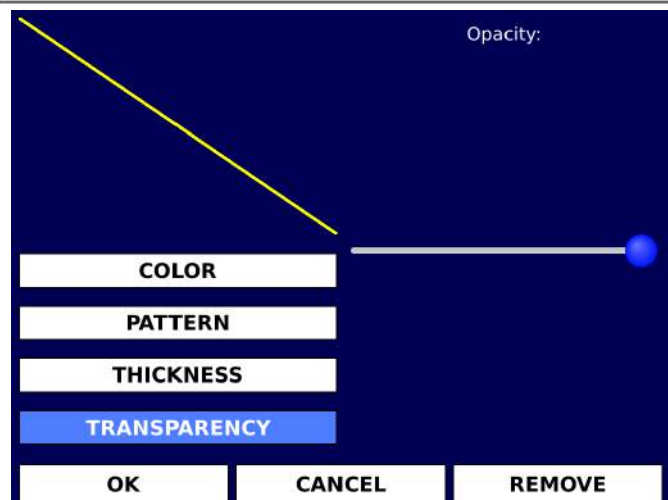 Opacity:
COLOR
PATTERN
THICKNESS
TRANSPARENCY
OK CANCEL REMOVE